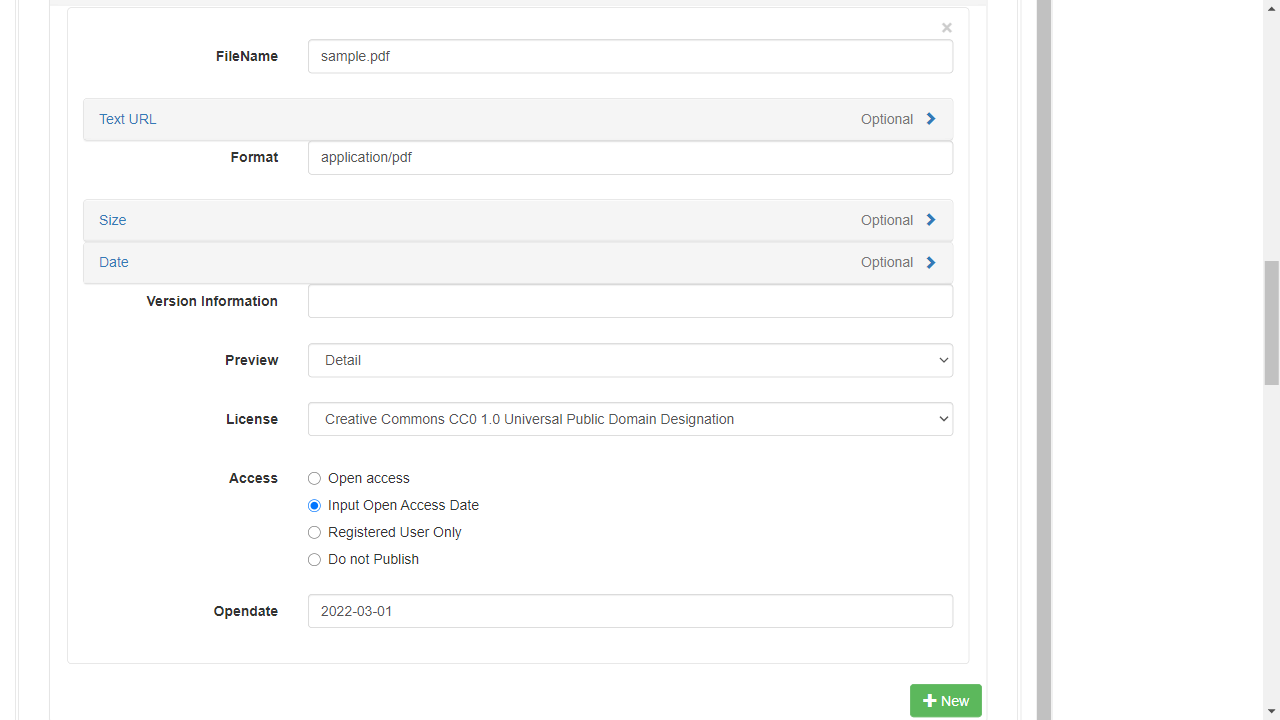 ×
FileName sample.pdf
Text URL Optional
Format application/pdf
Size Optional
Date Optional
Version Information
Preview Detail
License Creative Commons CC0 1.0 Universal Public Domain Designation
Access Open access
Input Open Access Date
Registered User Only
Do not Publish
Opendate 2022-03-01
New